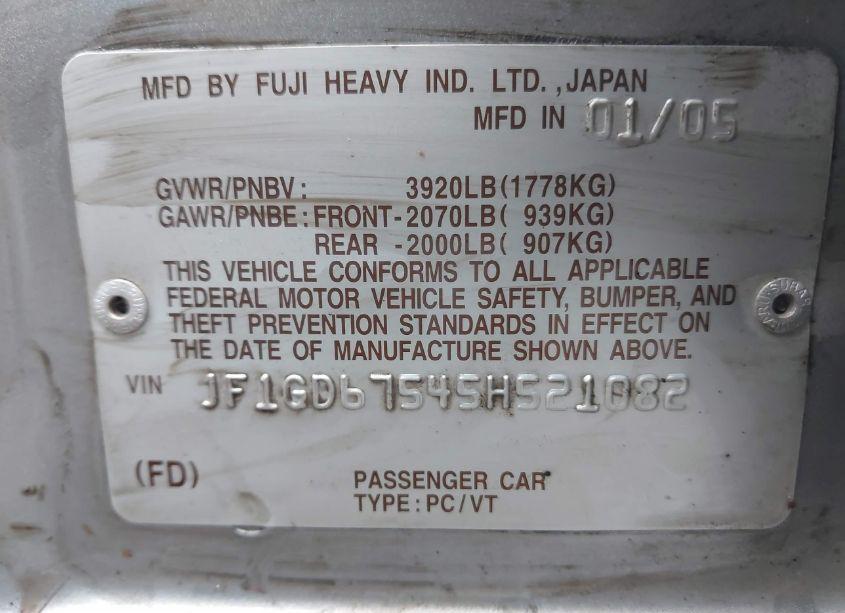 MFD BY FUJI HEAVY IND. LTD. ,JAPAN
MFD IN 01/05
GVWR/PNBV: 3920LB(1778KG)
GAWR/PNBE:FRONT-2070LB( 939KG)
REAR -2000LB( 907KG)
THIS VEHICLE CONFORMS TO ALL APPLICABLE
FEDERAL MOTOR VEHICLE SAFETY, BUMPER, AND
THEFT PREVENTION STANDARDS IN EFFECT ON
THE DATE OF MANUFACTURE SHOWN ABOVE.
VIN JF1GD67545H521082
(FD) PASSENGER CAR
TYPE:PC/VT